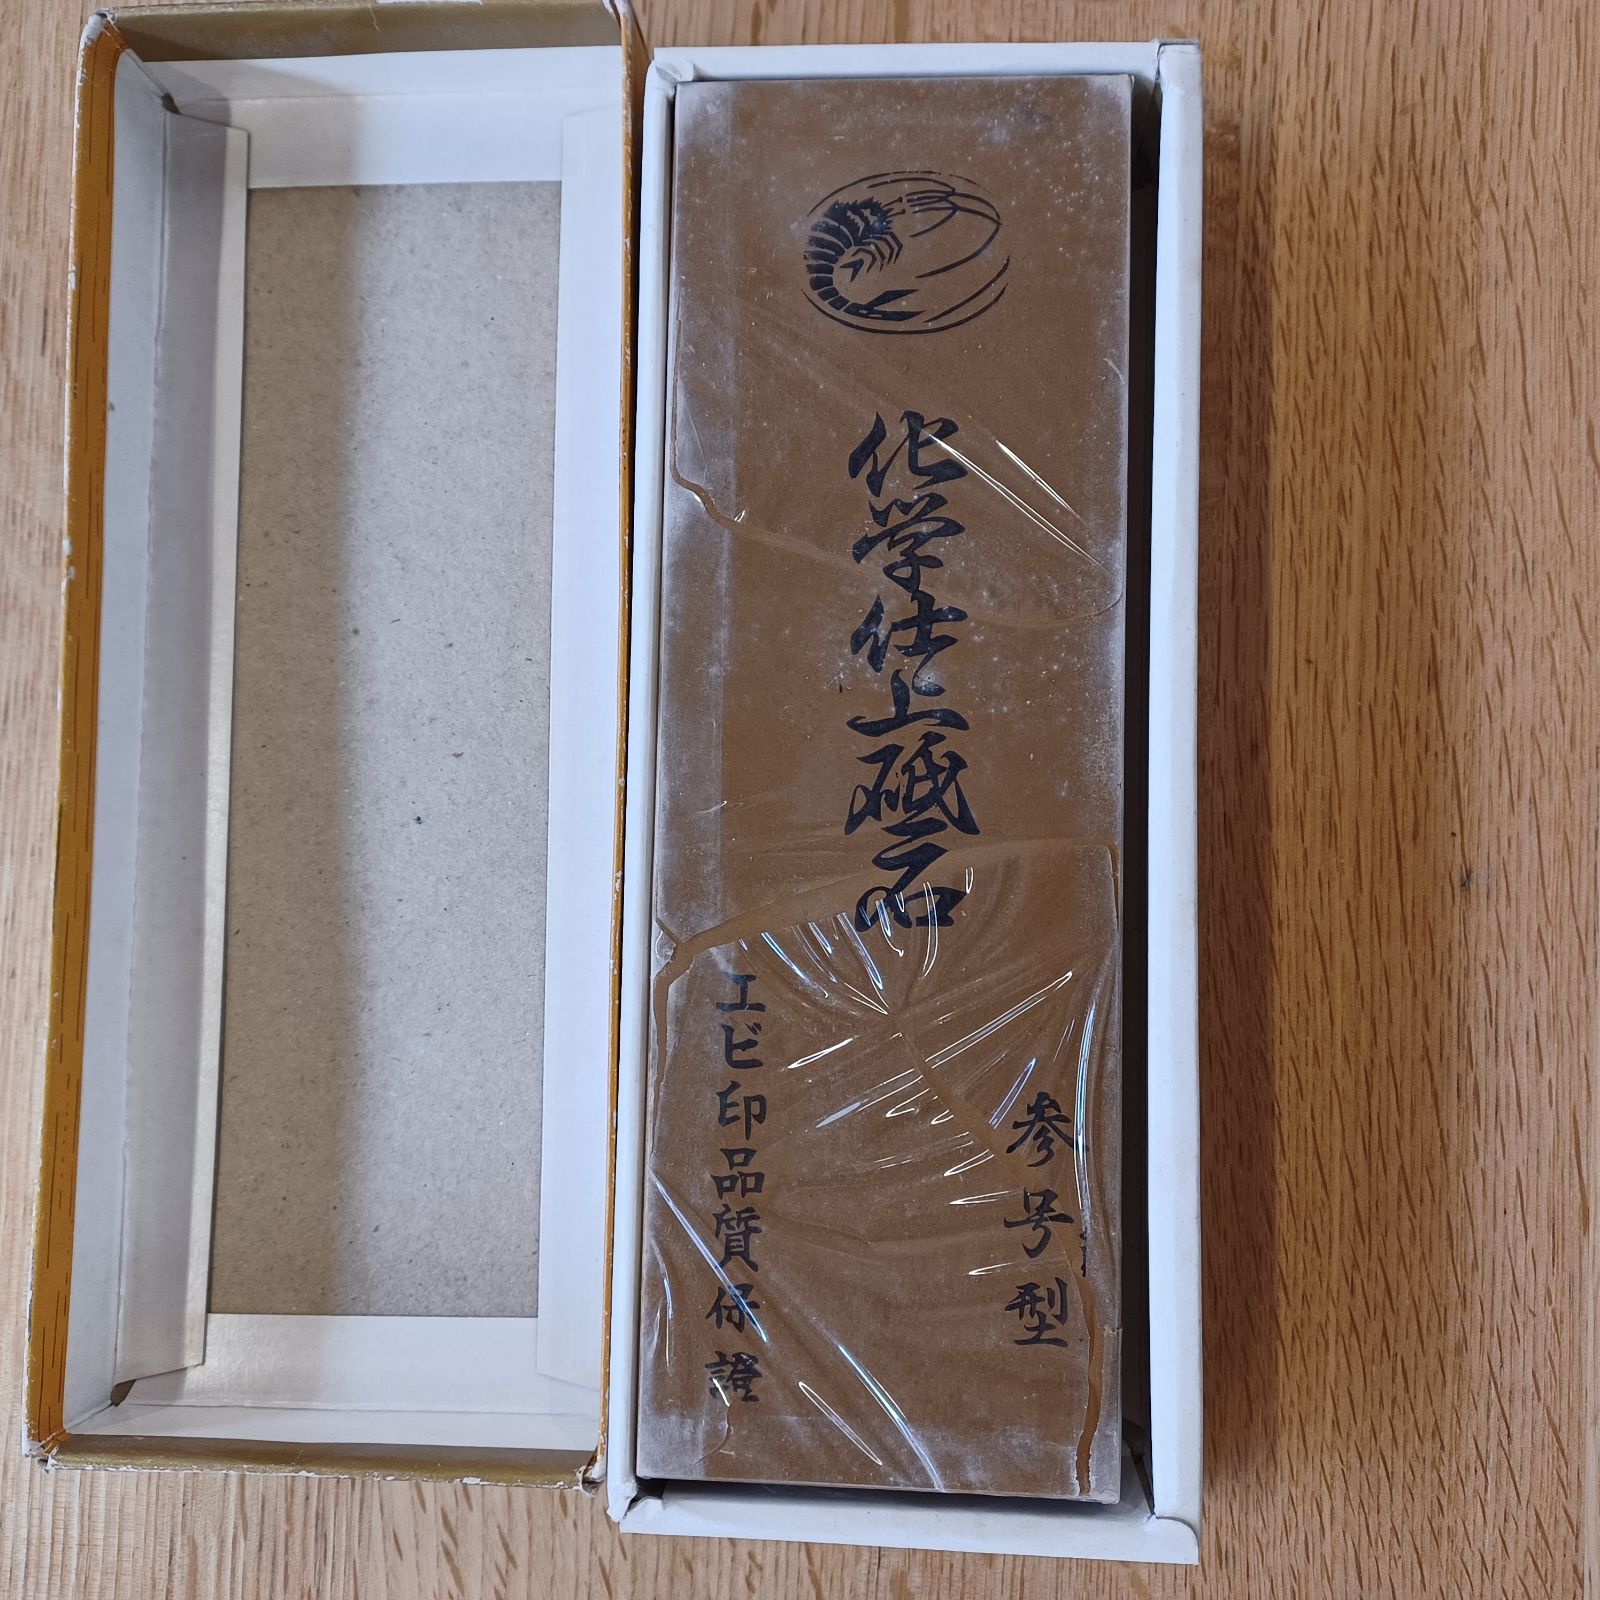 化学仕上砥石
参号型
エビ印品質保證